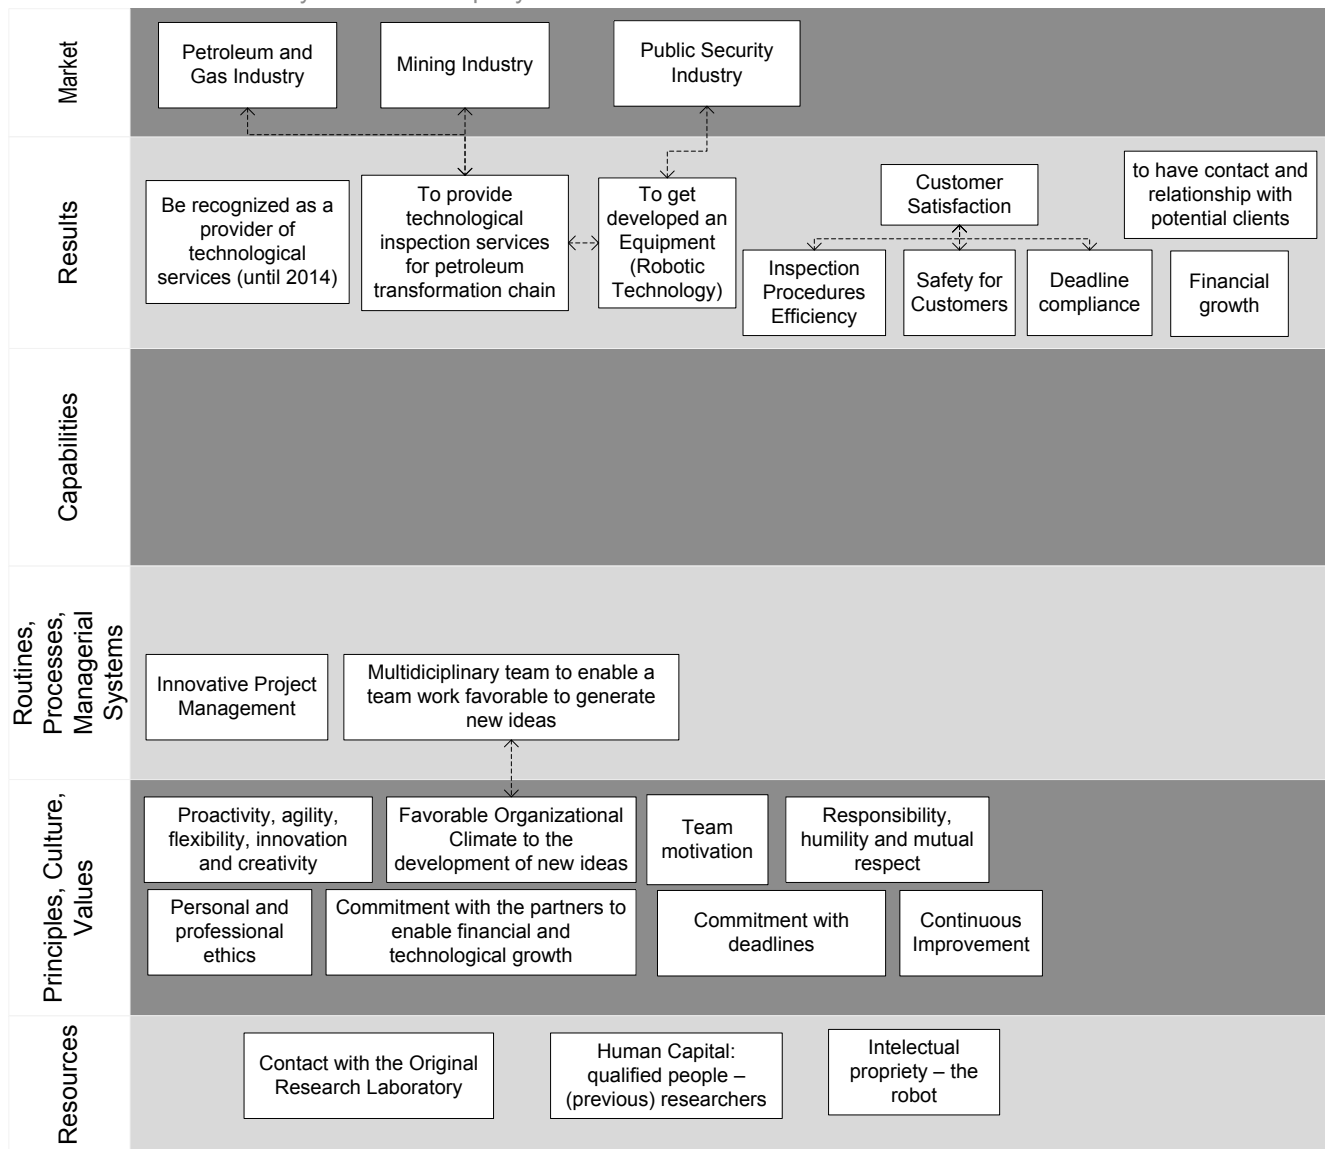 Market
Petroleum and
Gas Industry
Mining Industry
Public Security
Industry
Results
Be recognized as a
provider of
technological
services (until 2014)
To provide
technological
inspection services
for petroleum
transformation chain
To get
developed an
Equipment
(Robotic
Technology)
Customer
Satisfaction
to have contact and
relationship with
potential clients
Inspection
Procedures
Efficiency
Safety for
Customers
Deadline
compliance
Financial
growth
Capabilities
Routines,
Processes,
Managerial
Systems
Innovative Project
Management
Multidiciplinary team to enable a
team work favorable to generate
new ideas
Principles, Culture,
Values
Proactivity, agility,
flexibility, innovation
and creativity
Favorable Organizational
Climate to the
development of new ideas
Team
motivation
Responsibility,
humility and mutual
respect
Personal and
professional
ethics
Commitment with the partners to
enable financial and
technological growth
Commitment with
deadlines
Continuous
Improvement
Resources
Contact with the Original
Research Laboratory
Human Capital:
qualified people –
(previous) researchers
Intelectual
propriety – the
robot